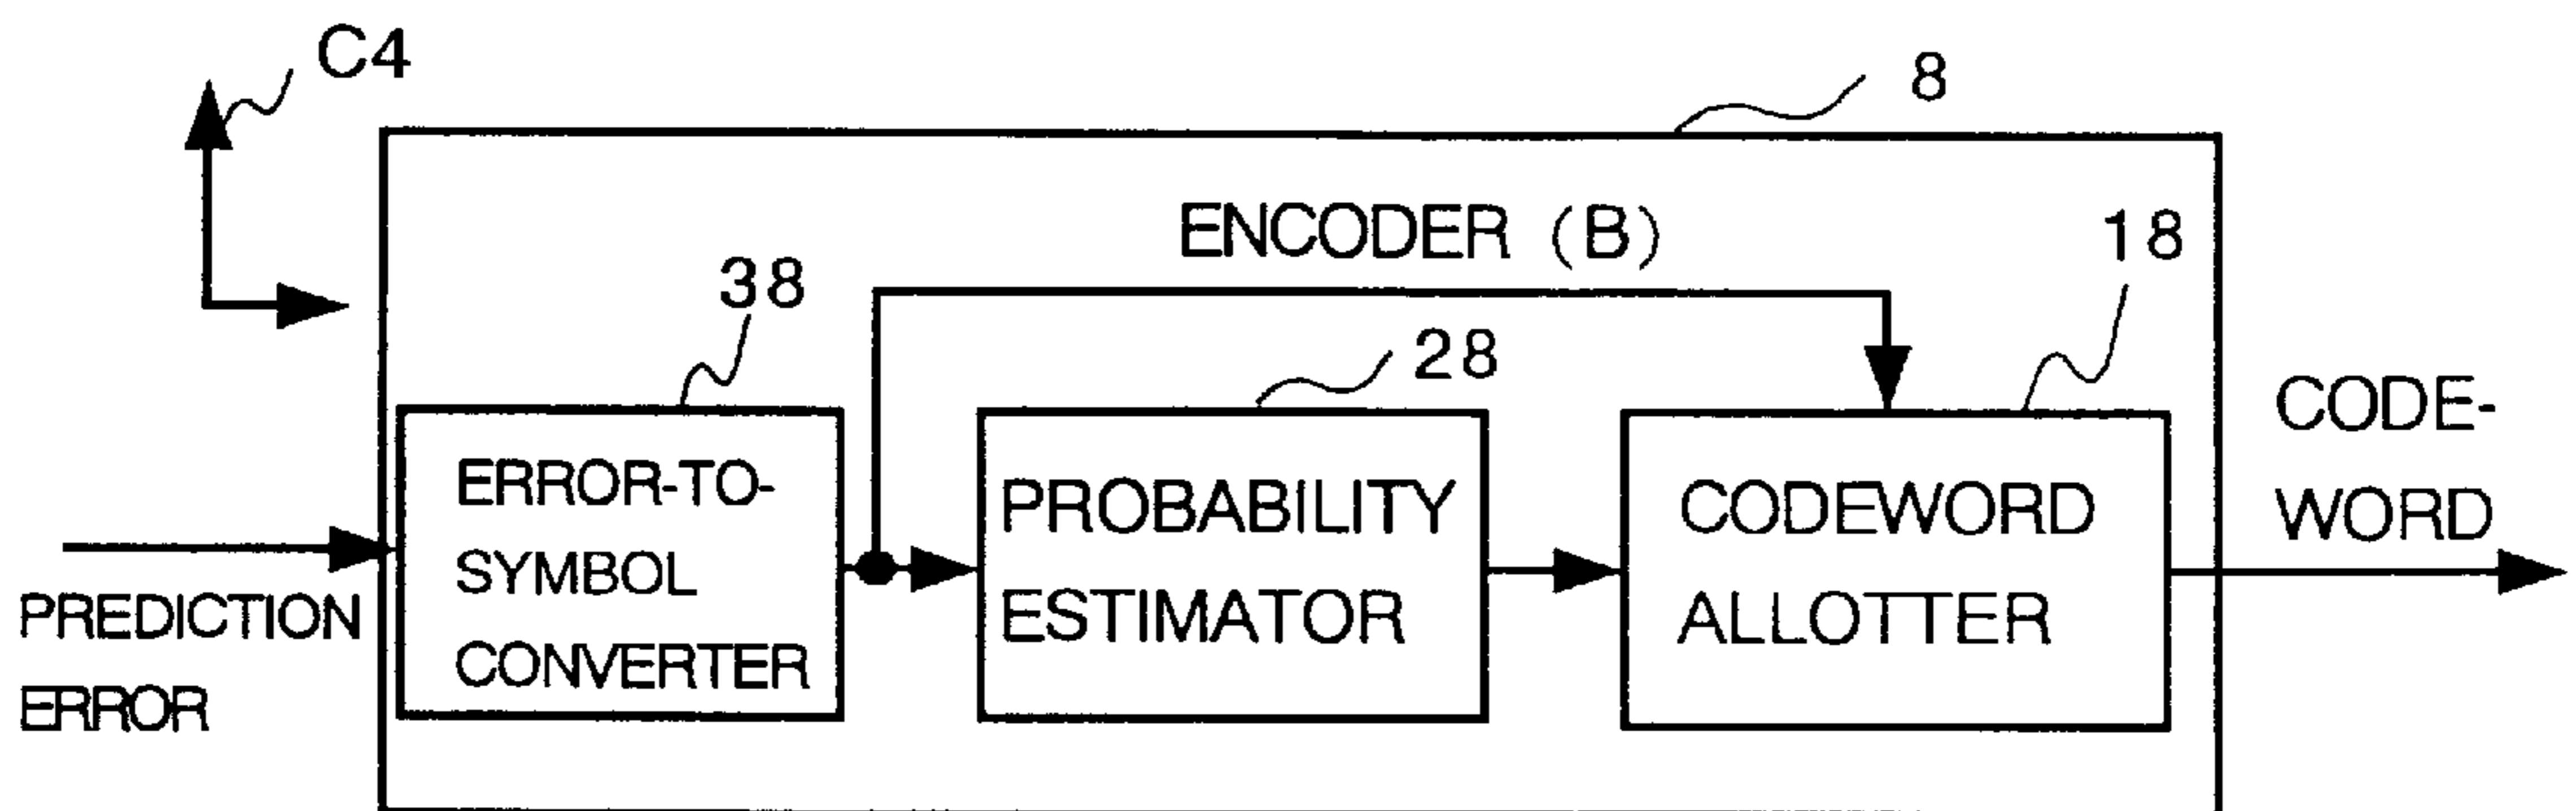 C4
8
ENCODER (B)
18
38
28
ERROR-TO-
SYMBOL
CONVERTER
PROBABILITY
ESTIMATOR
CODEWORD
ALLOTTER
CODE-
WORD
PREDICTION
ERROR